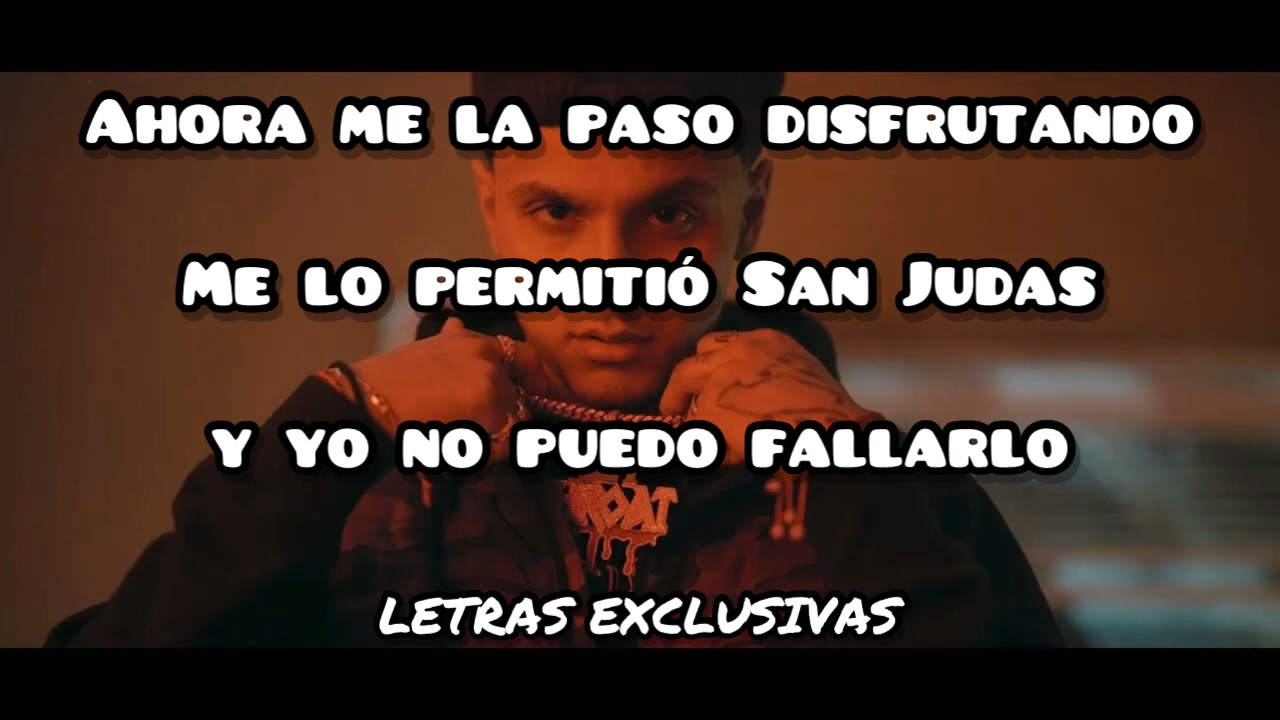 Ahora me la paso disfrutando
Me lo permitió San Judas
y yo no puedo fallarlo
LETRAS EXCLUSIVAS